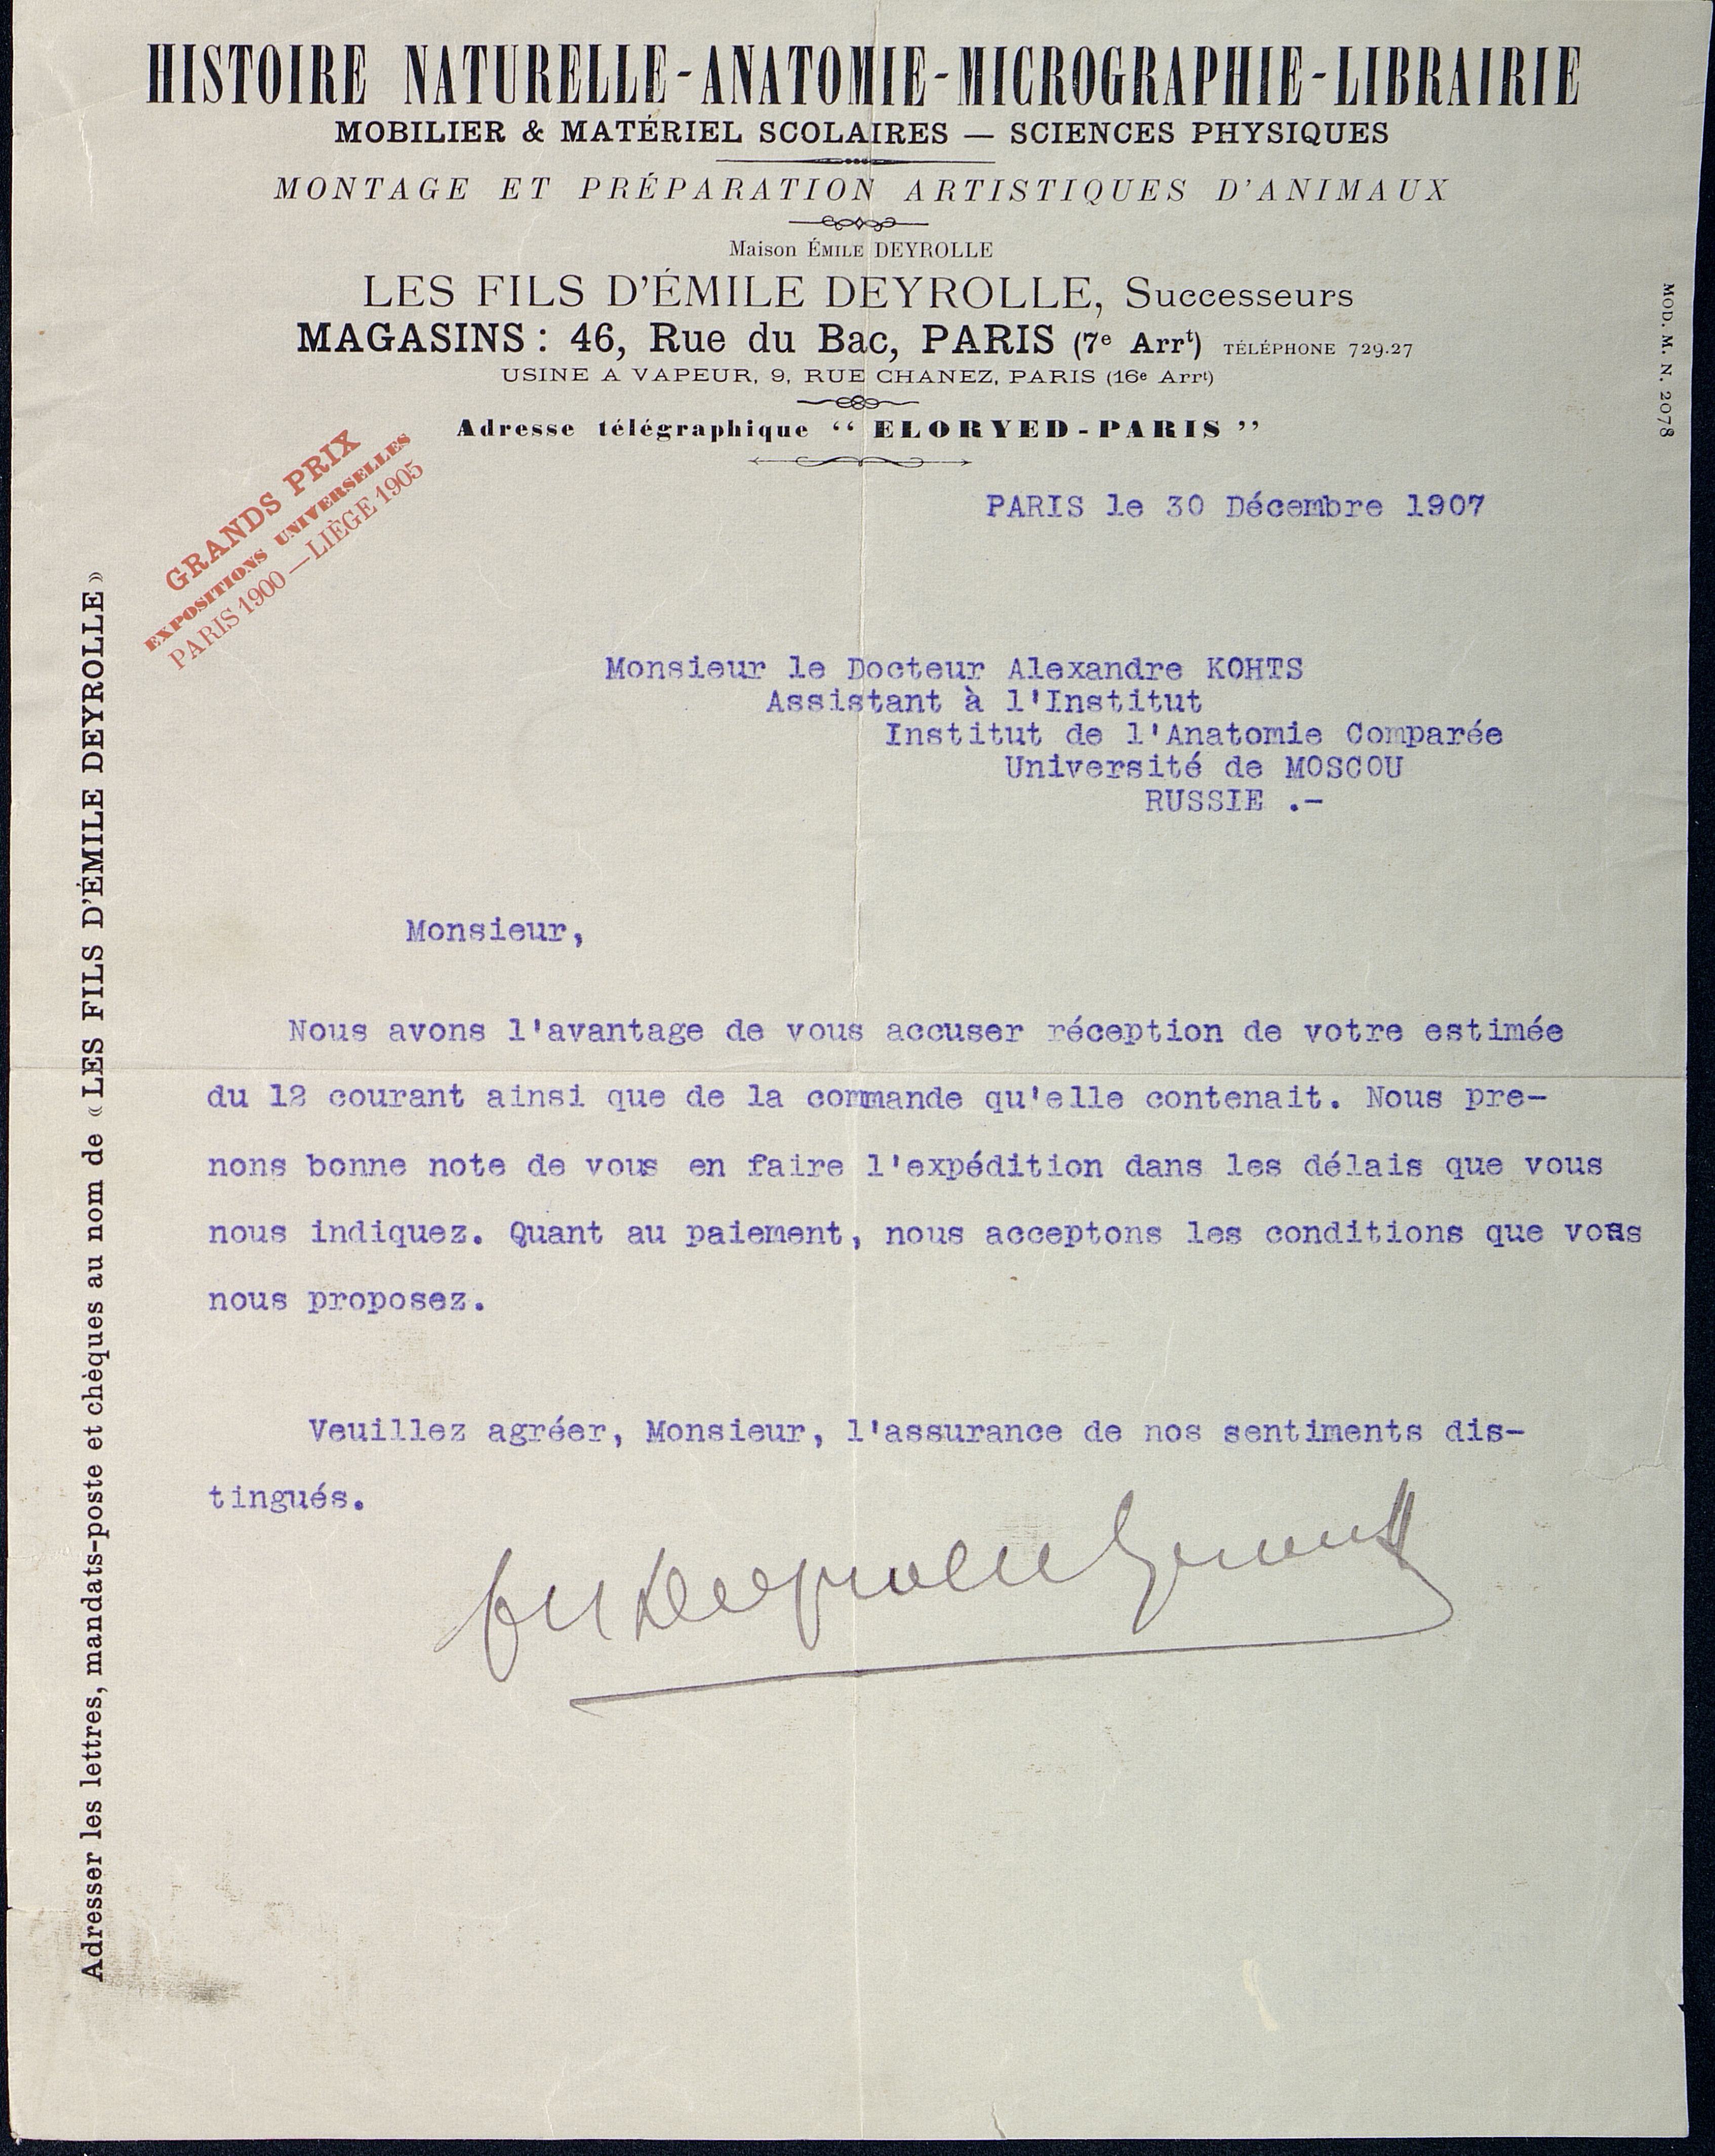 HISTOIRE NATURELLE-ANATOMIE-MICROGRAPHIE-LIBRAIRIE
MOBILIER & MATÉRIEL SCOLAIRES — SCIENCES PHYSIQUES
MONTAGE ET PRÉPARATION ARTISTIQUES D'ANIMAUX
Maison ÉMILE DEYROLLE
LES FILS D'ÉMILE DEYROLLE, Successeurs
MAGASINS : 46, Rue du Bac, PARIS (7e Arrt) TÉLÉPHONE 729.27
USINE A VAPEUR, 9, RUE CHANEZ, PARIS (16e Arrt)
Adresse télégraphique “ ELORYED-PARIS ”
MOD. M. N. 2078
GRANDS PRIX
EXPOSITIONS UNIVERSELLES
PARIS 1900 — LIÈGE 1905
Adresser les lettres, mandats-poste et chèques au nom de « LES FILS D'ÉMILE DEYROLLE »
PARIS le 30 Décembre 1907
Monsieur le Docteur Alexandre KOHTS
Assistant à l'Institut
Institut de l'Anatomie Comparée
Université de MOSCOU
RUSSIE .-
Monsieur,
Nous avons l'avantage de vous accuser réception de votre estimée
du 12 courant ainsi que de la commande qu'elle contenait. Nous pre-
nons bonne note de vous en faire l'expédition dans les délais que vous
nous indiquez. Quant au paiement, nous acceptons les conditions que vous
nous proposez.
Veuillez agréer, Monsieur, l'assurance de nos sentiments dis-
tingués.